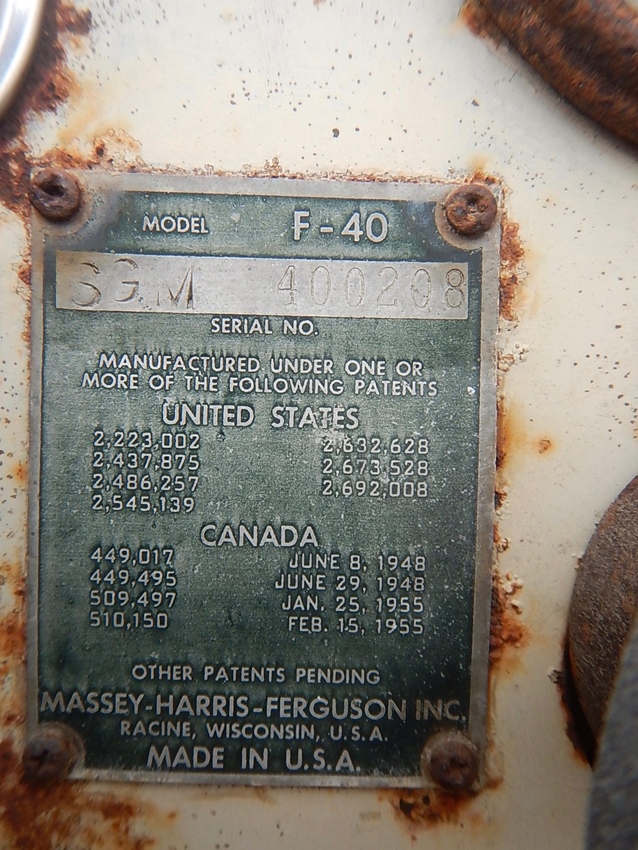 MODEL F-40
SGM 400208
SERIAL NO.
MANUFACTURED UNDER ONE OR
MORE OF THE FOLLOWING PATENTS
UNITED STATES
2,223,002 2,632,628
2,437,875 2,673,528
2,486,257 2,692,008
2,545,139
CANADA
449,017 JUNE 8, 1948
449,495 JUNE 29, 1948
509,497 JAN. 25, 1955
510,150 FEB. 15, 1955
OTHER PATENTS PENDING
MASSEY-HARRIS-FERGUSON INC.
RACINE, WISCONSIN, U.S.A.
MADE IN U.S.A.